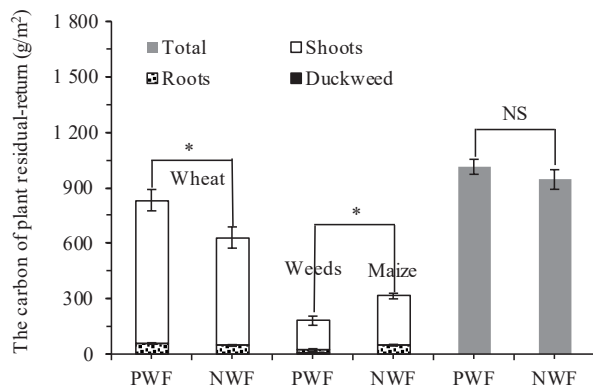 The carbon of plant residual-return (g/m²)
1 800
1 500
1 200
900
600
300
0
Total
Shoots
Roots
Duckweed
*
Wheat
*
Weeds
Maize
NS
PWF
NWF
PWF
NWF
PWF
NWF